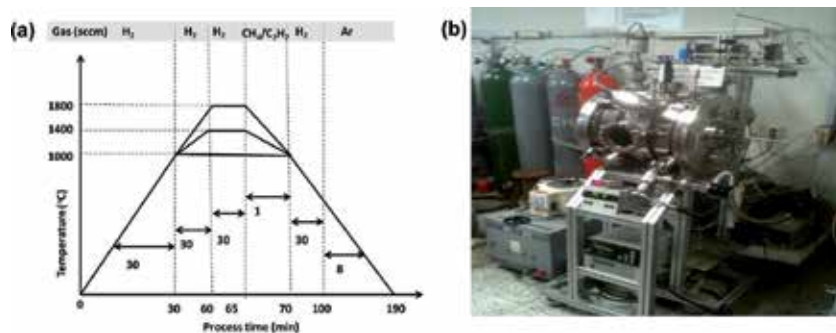 (a)
Gas (sccm) H₂ H₂ H₂ CH₄/C₂H₂ H₂ Ar
1800
1400
1000
Temperature (°C)
30
30
30
1
30
8
0 30 60 65 70 100 190
Process time (min)
(b)